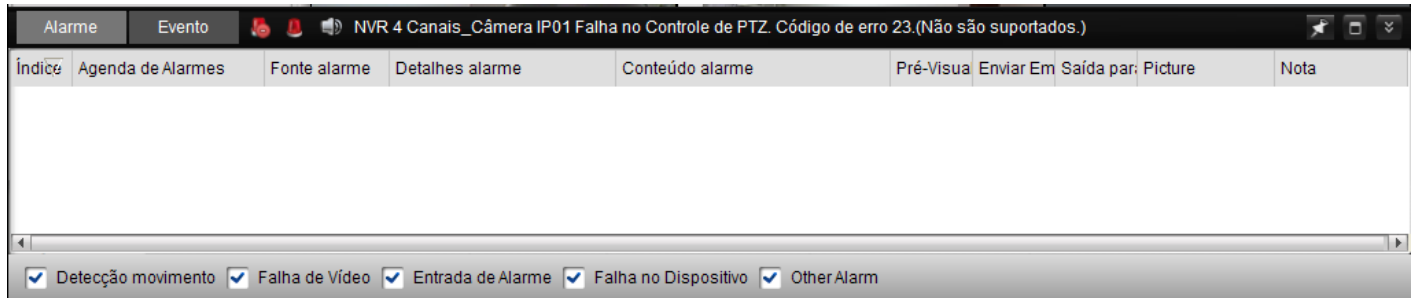 Alarme Evento NVR 4 Canais_Câmera IP01 Falha no Controle de PTZ. Código de erro 23.(Não são suportados.)
Índice Agenda de Alarmes Fonte alarme Detalhes alarme Conteúdo alarme Pré-Visua Enviar Em Saída par Picture Nota
Detecção movimento Falha de Vídeo Entrada de Alarme Falha no Dispositivo Other Alarm